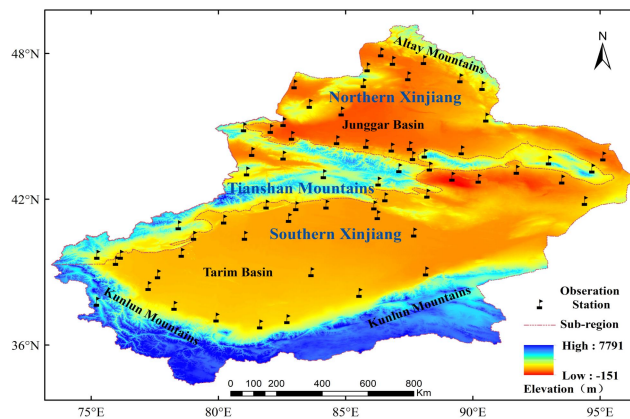 N
48°N
Altay Mountains
Northern Xinjiang
Junggar Basin
42°N
Tianshan Mountains
Southern Xinjiang
Tarim Basin
Kunlun Mountains
Kunlun Mountains
36°N
Obseration
Station
Sub-region
High : 7791
Low : -151
Elevation（m）
0 100 200 400 600 800
Km
75°E 80°E 85°E 90°E 95°E